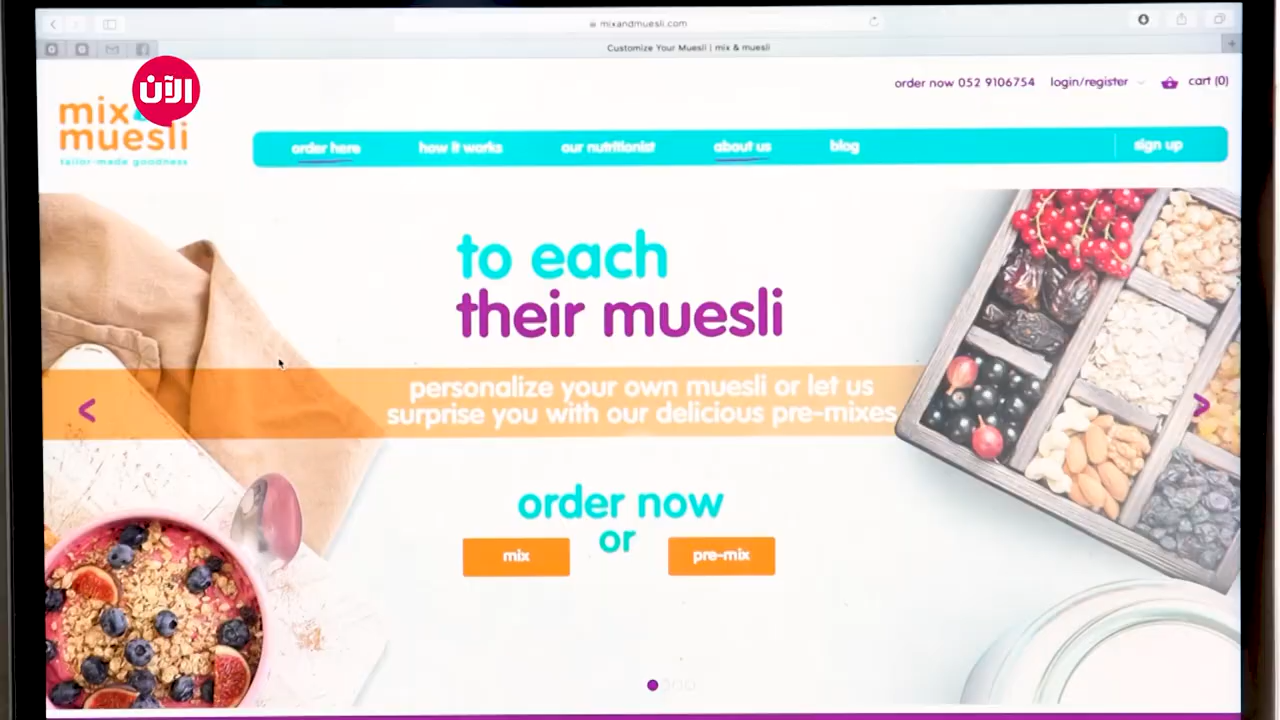 mixandmuesli.com
Customize Your Muesli | mix & muesli
الآن
mix
muesli
tailor-made goodness
order now 052 9106754 login/register cart (0)
order here how it works our nutritionist about us blog sign up
to each
their muesli
personalize your own muesli or let us
surprise you with our delicious pre-mixes
order now
or
mix pre-mix